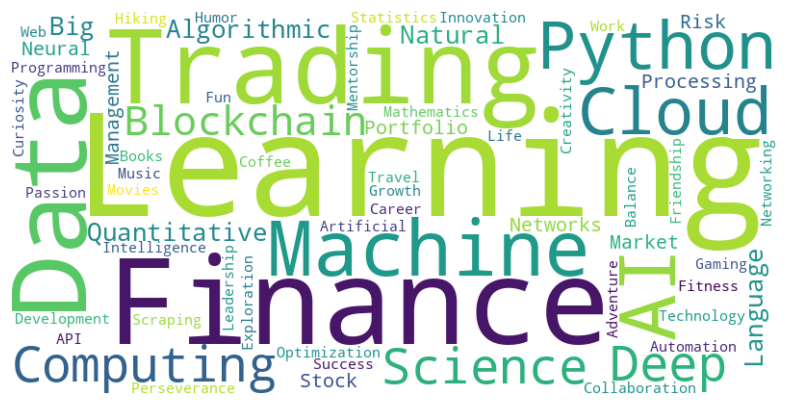 Hiking
Humor
Statistics
Innovation
Web
Big
Algorithmic
Natural
Work
Risk
Neural
Trading
Python
Programming
Management
Mentorship
Processing
Curiosity
Data
Fun
Blockchain
Mathematics
Creativity
Cloud
Portfolio
Life
Learning
Books
Coffee
Music
Movies
Passion
Travel
Growth
Career
Friendship
Balance
Networking
Quantitative
Artificial
Networks
Intelligence
Machine
Market
Leadership
Exploration
Finance
AI
Gaming
Language
Adventure
Fitness
Development
Scraping
Technology
API
Computing
Optimization
Success
Science
Deep
Automation
Stock
Perseverance
Collaboration